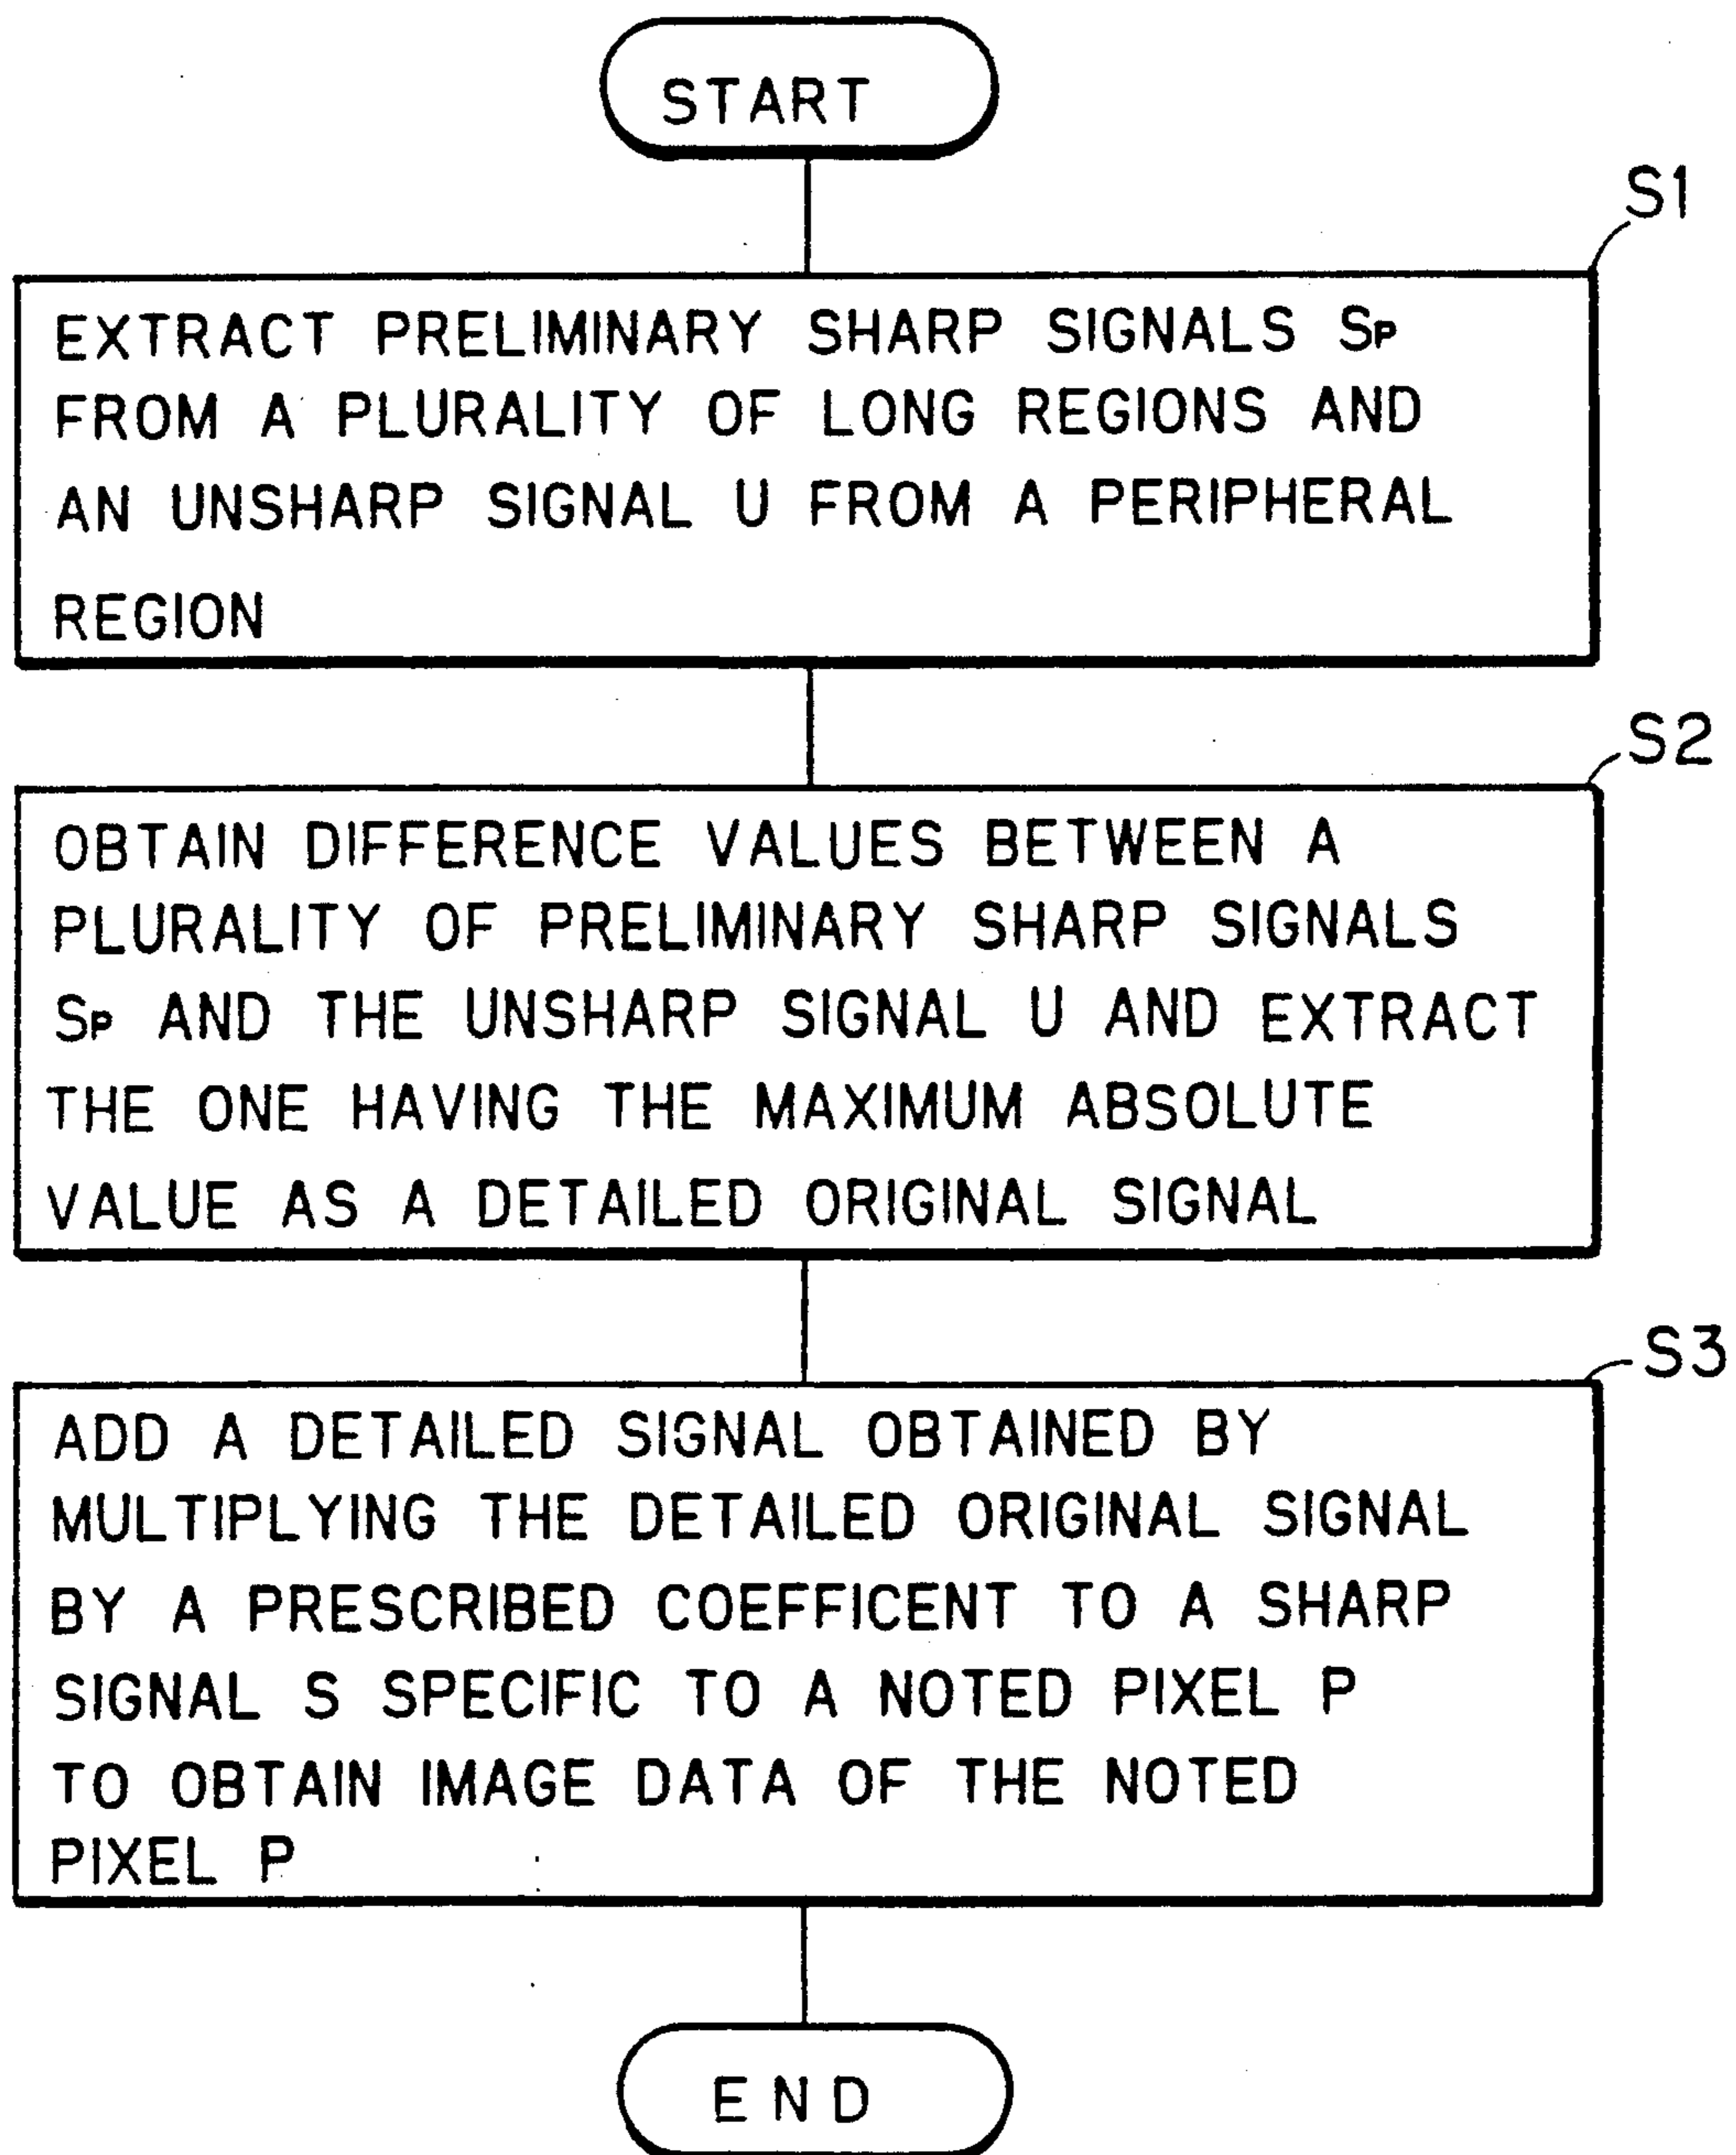 START
S1
EXTRACT PRELIMINARY SHARP SIGNALS Sp
FROM A PLURALITY OF LONG REGIONS AND
AN UNSHARP SIGNAL U FROM A PERIPHERAL
REGION
S2
OBTAIN DIFFERENCE VALUES BETWEEN A
PLURALITY OF PRELIMINARY SHARP SIGNALS
Sp AND THE UNSHARP SIGNAL U AND EXTRACT
THE ONE HAVING THE MAXIMUM ABSOLUTE
VALUE AS A DETAILED ORIGINAL SIGNAL
S3
ADD A DETAILED SIGNAL OBTAINED BY
MULTIPLYING THE DETAILED ORIGINAL SIGNAL
BY A PRESCRIBED COEFFICENT TO A SHARP
SIGNAL S SPECIFIC TO A NOTED PIXEL P
TO OBTAIN IMAGE DATA OF THE NOTED
PIXEL P
END